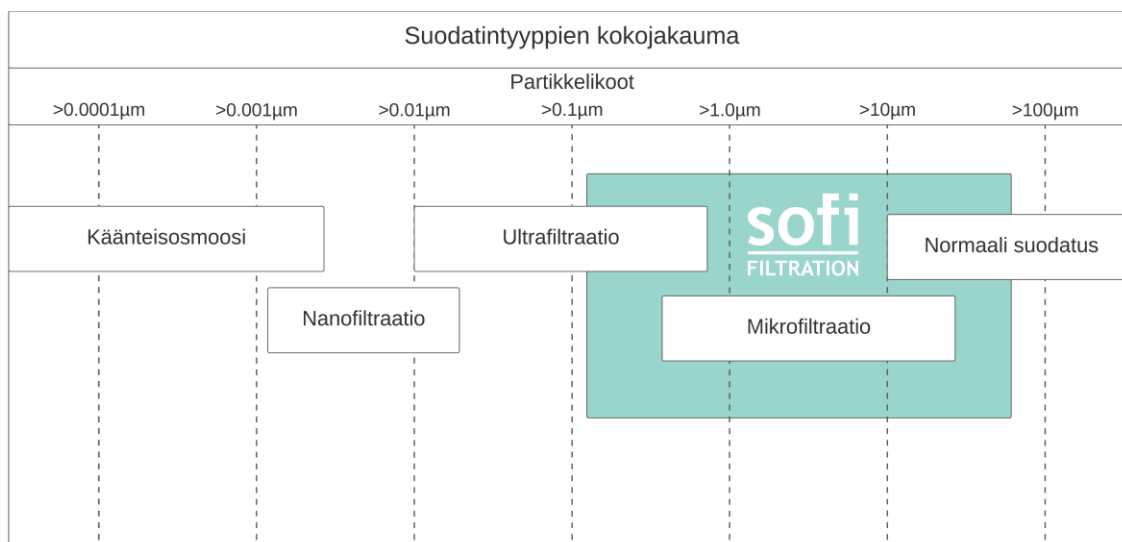 Suodatintyyppien kokojakauma
Partikkelikoot
>0.0001µm >0.001µm >0.01µm >0.1µm >1.0µm >10µm >100µm
sofi
FILTRATION
Käänteisosmoosi Ultrafiltraatio Normaali suodatus
Nanofiltraatio Mikrofiltraatio